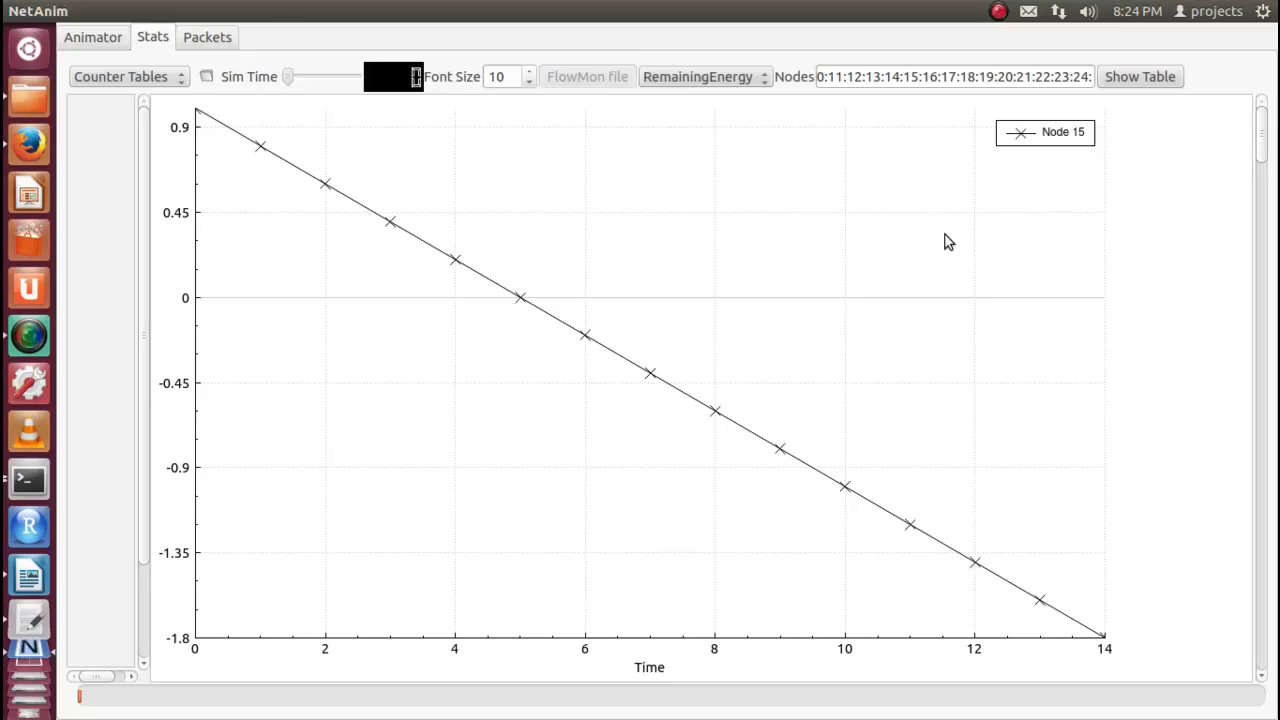 NetAnim
8:24 PM
projects
Animator
Stats
Packets
Counter Tables
Sim Time
0
Font Size
10
FlowMon file
RemainingEnergy
Nodes
0:11:12:13:14:15:16:17:18:19:20:21:22:23:24:
Show Table
Node 15
0.9
0.45
0
-0.45
-0.9
-1.35
-1.8
0 2 4 6 8 10 12 14
Time